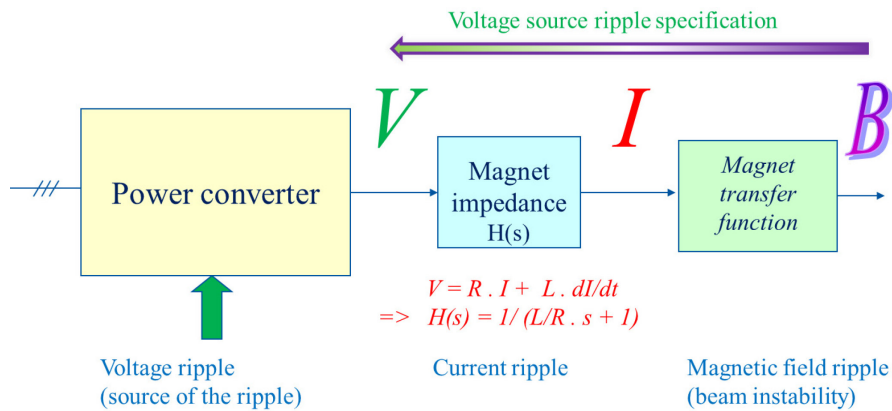 Voltage source ripple specification
V
I
B
Power converter
Magnet
impedance
H(s)
Magnet
transfer
function
V = R . I + L . dI/dt
=> H(s) = 1/ (L/R . s + 1)
Voltage ripple
(source of the ripple)
Current ripple
Magnetic field ripple
(beam instability)